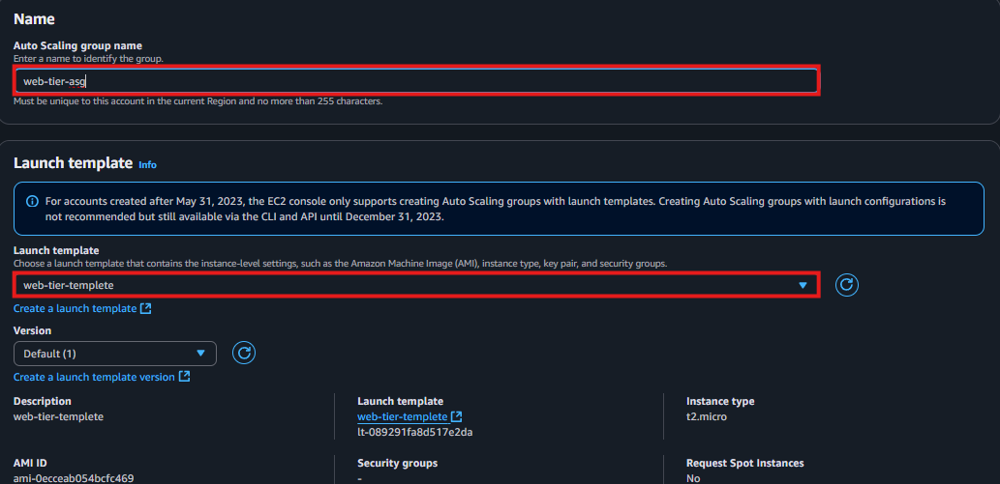 Name
Auto Scaling group name
Enter a name to identify the group.
web-tier-asg
Must be unique to this account in the current Region and no more than 255 characters.
Launch template Info
For accounts created after May 31, 2023, the EC2 console only supports creating Auto Scaling groups with launch templates. Creating Auto Scaling groups with launch configurations is
not recommended but still available via the CLI and API until December 31, 2023.
Launch template
Choose a launch template that contains the instance-level settings, such as the Amazon Machine Image (AMI), instance type, key pair, and security groups.
web-tier-templete
Create a launch template
Version
Default (1)
Create a launch template version
Description
web-tier-templete
Launch template
web-tier-templete
lt-089291fa8d517e2da
Instance type
t2.micro
AMI ID
ami-0ecceab054bcfc469
Security groups
-
Request Spot Instances
No